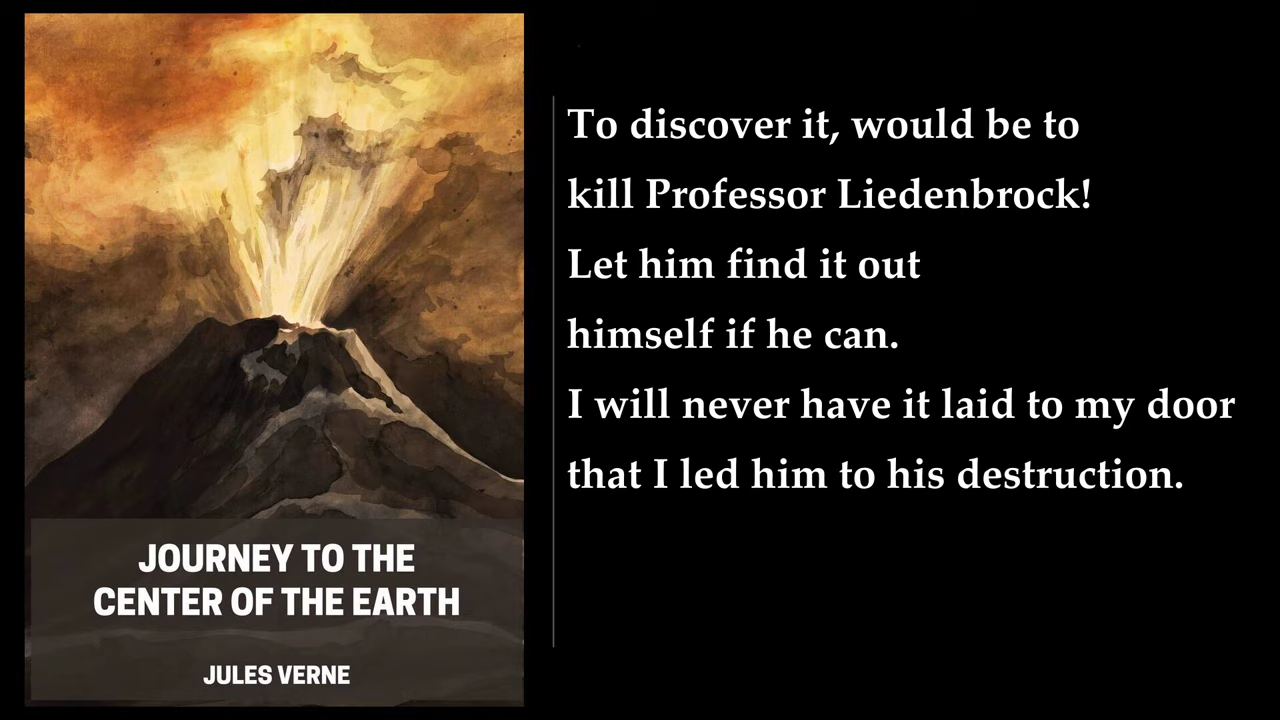 To discover it, would be to
kill Professor Liedenbrock!
Let him find it out
himself if he can.
I will never have it laid to my door
that I led him to his destruction.
JOURNEY TO THE
CENTER OF THE EARTH
JULES VERNE